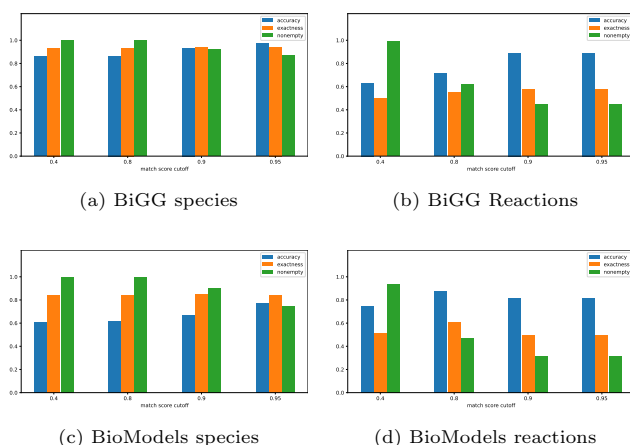 accuracy
exactness
nonempty
1.0
0.8
0.6
0.4
0.2
0.0
0.4 0.8 0.9 0.95
match score cutoff
(a) BiGG species
accuracy
exactness
nonempty
1.0
0.8
0.6
0.4
0.2
0.0
0.4 0.8 0.9 0.95
match score cutoff
(b) BiGG Reactions
accuracy
exactness
nonempty
1.0
0.8
0.6
0.4
0.2
0.0
0.4 0.8 0.9 0.95
match score cutoff
(c) BioModels species
accuracy
exactness
nonempty
1.0
0.8
0.6
0.4
0.2
0.0
0.4 0.8 0.9 0.95
match score cutoff
(d) BioModels reactions